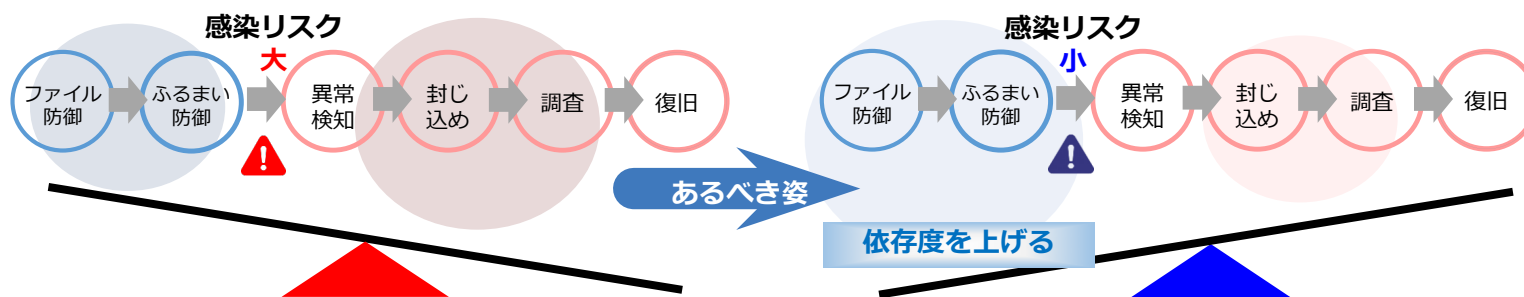 感染リスク
大
ファイル
防御
ふるまい
防御
異常
検知
封じ
込め
調査
復旧
あるべき姿
感染リスク
小
ファイル
防御
ふるまい
防御
異常
検知
封じ
込め
調査
復旧
依存度を上げる